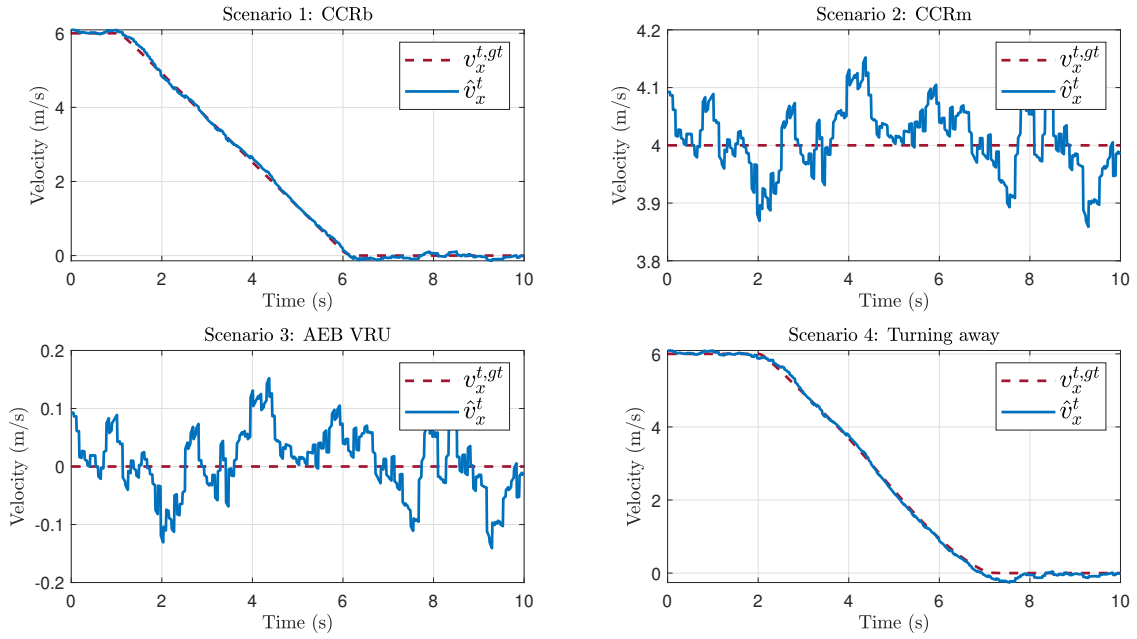 Scenario 1: CCRb
Velocity (m/s)
6
4
2
0
0 2 4 6 8 10
Time (s)
v_x^{t,gt}
v̂_x^t
Scenario 2: CCRm
Velocity (m/s)
4.2
4.1
4
3.9
3.8
0 2 4 6 8 10
Time (s)
v_x^{t,gt}
v̂_x^t
Scenario 3: AEB VRU
Velocity (m/s)
0.2
0.1
0
-0.1
-0.2
0 2 4 6 8 10
Time (s)
v_x^{t,gt}
v̂_x^t
Scenario 4: Turning away
Velocity (m/s)
6
4
2
0
0 2 4 6 8 10
Time (s)
v_x^{t,gt}
v̂_x^t